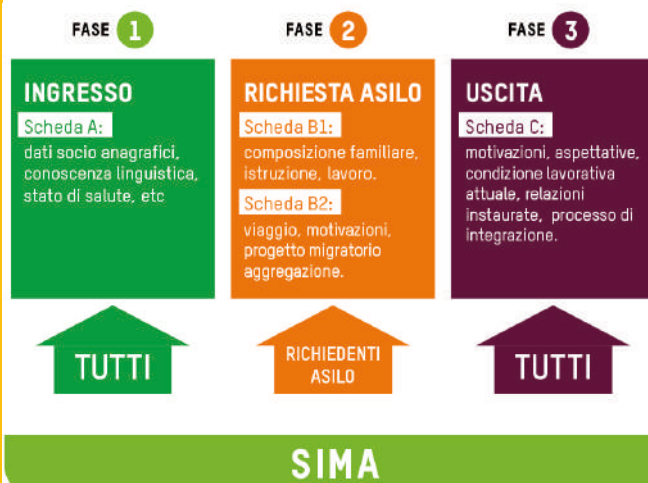 FASE 1
INGRESSO
Scheda A:
dati socio anagrafici,
conoscenza linguistica,
stato di salute, etc
TUTTI
FASE 2
RICHIESTA ASILO
Scheda B1:
composizione familiare,
istruzione, lavoro.
Scheda B2:
viaggio, motivazioni,
progetto migratorio
aggregazione.
RICHIEDENTI
ASILO
FASE 3
USCITA
Scheda C:
motivazioni, aspettative,
condizione lavorativa
attuale, relazioni
instaurate, processo di
integrazione.
TUTTI
SIMA